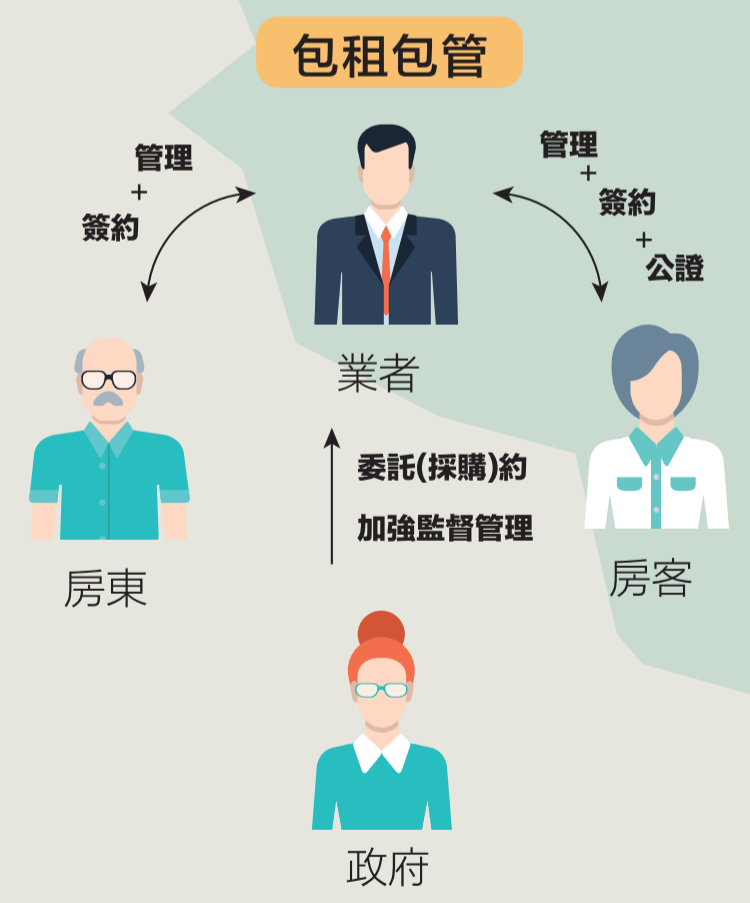 包租包管
管理
+
簽約
管理
+
簽約
+
公證
業者
委託(採購)約
加強監督管理
房東
房客
政府